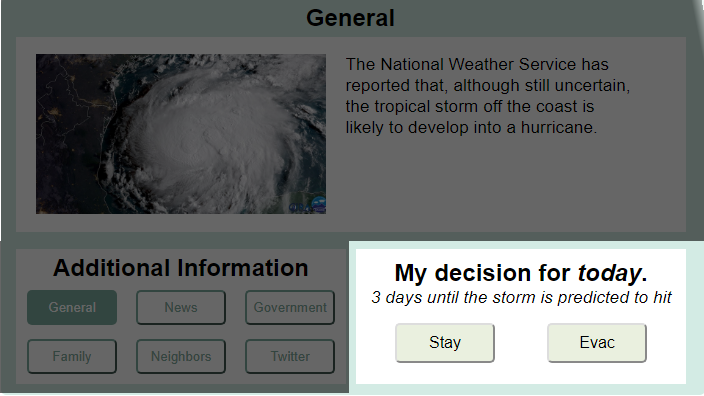 General
The National Weather Service has
reported that, although still uncertain,
the tropical storm off the coast is
likely to develop into a hurricane.
Additional Information
General News Government
Family Neighbors Twitter
My decision for today.
3 days until the storm is predicted to hit
Stay Evac